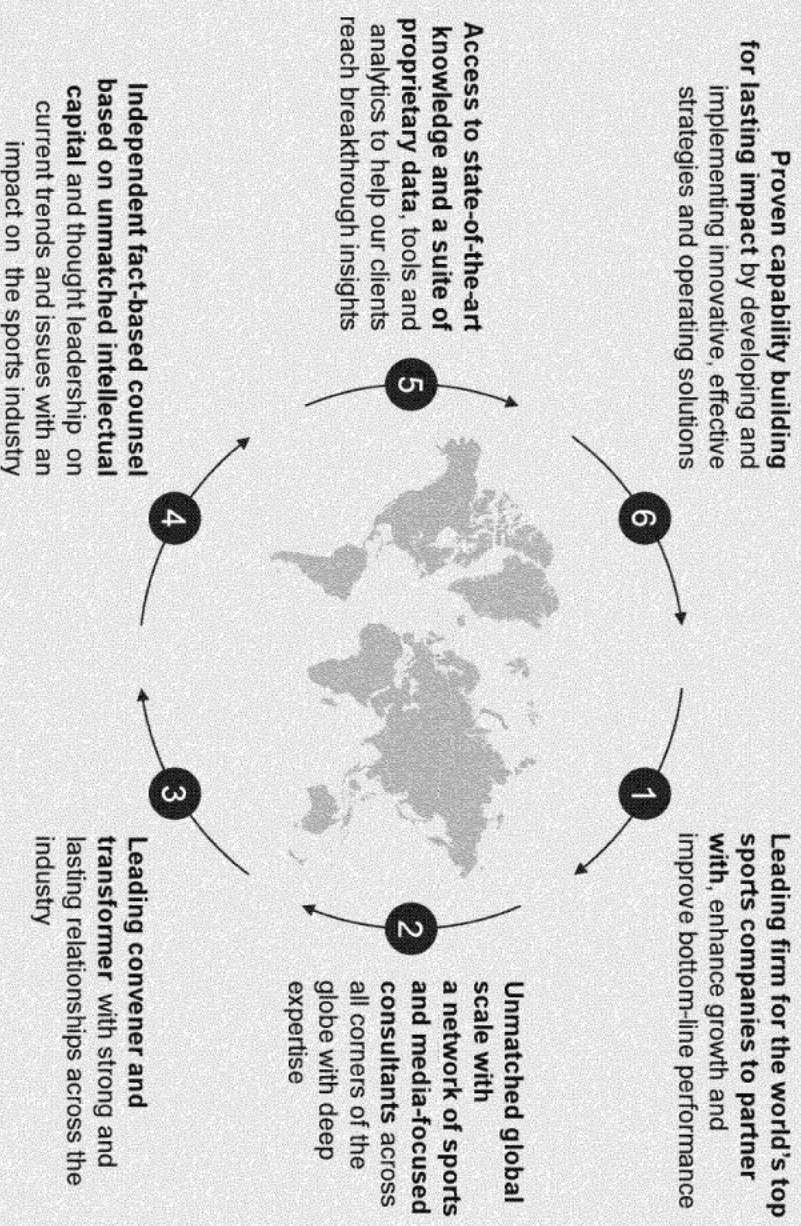 1
Leading firm for the world's top
sports companies to partner
with, enhance growth and
improve bottom-line performance
2
Unmatched global
scale with
a network of sports
and media-focused
consultants across
all corners of the
globe with deep
expertise
3
Leading convener and
transformer with strong and
lasting relationships across the
industry
4
Independent fact-based counsel
based on unmatched intellectual
capital and thought leadership on
current trends and issues with an
impact on the sports industry
5
Access to state-of-the-art
knowledge and a suite of
proprietary data, tools and
analytics to help our clients
reach breakthrough insights
6
Proven capability building
for lasting impact by developing and
implementing innovative, effective
strategies and operating solutions